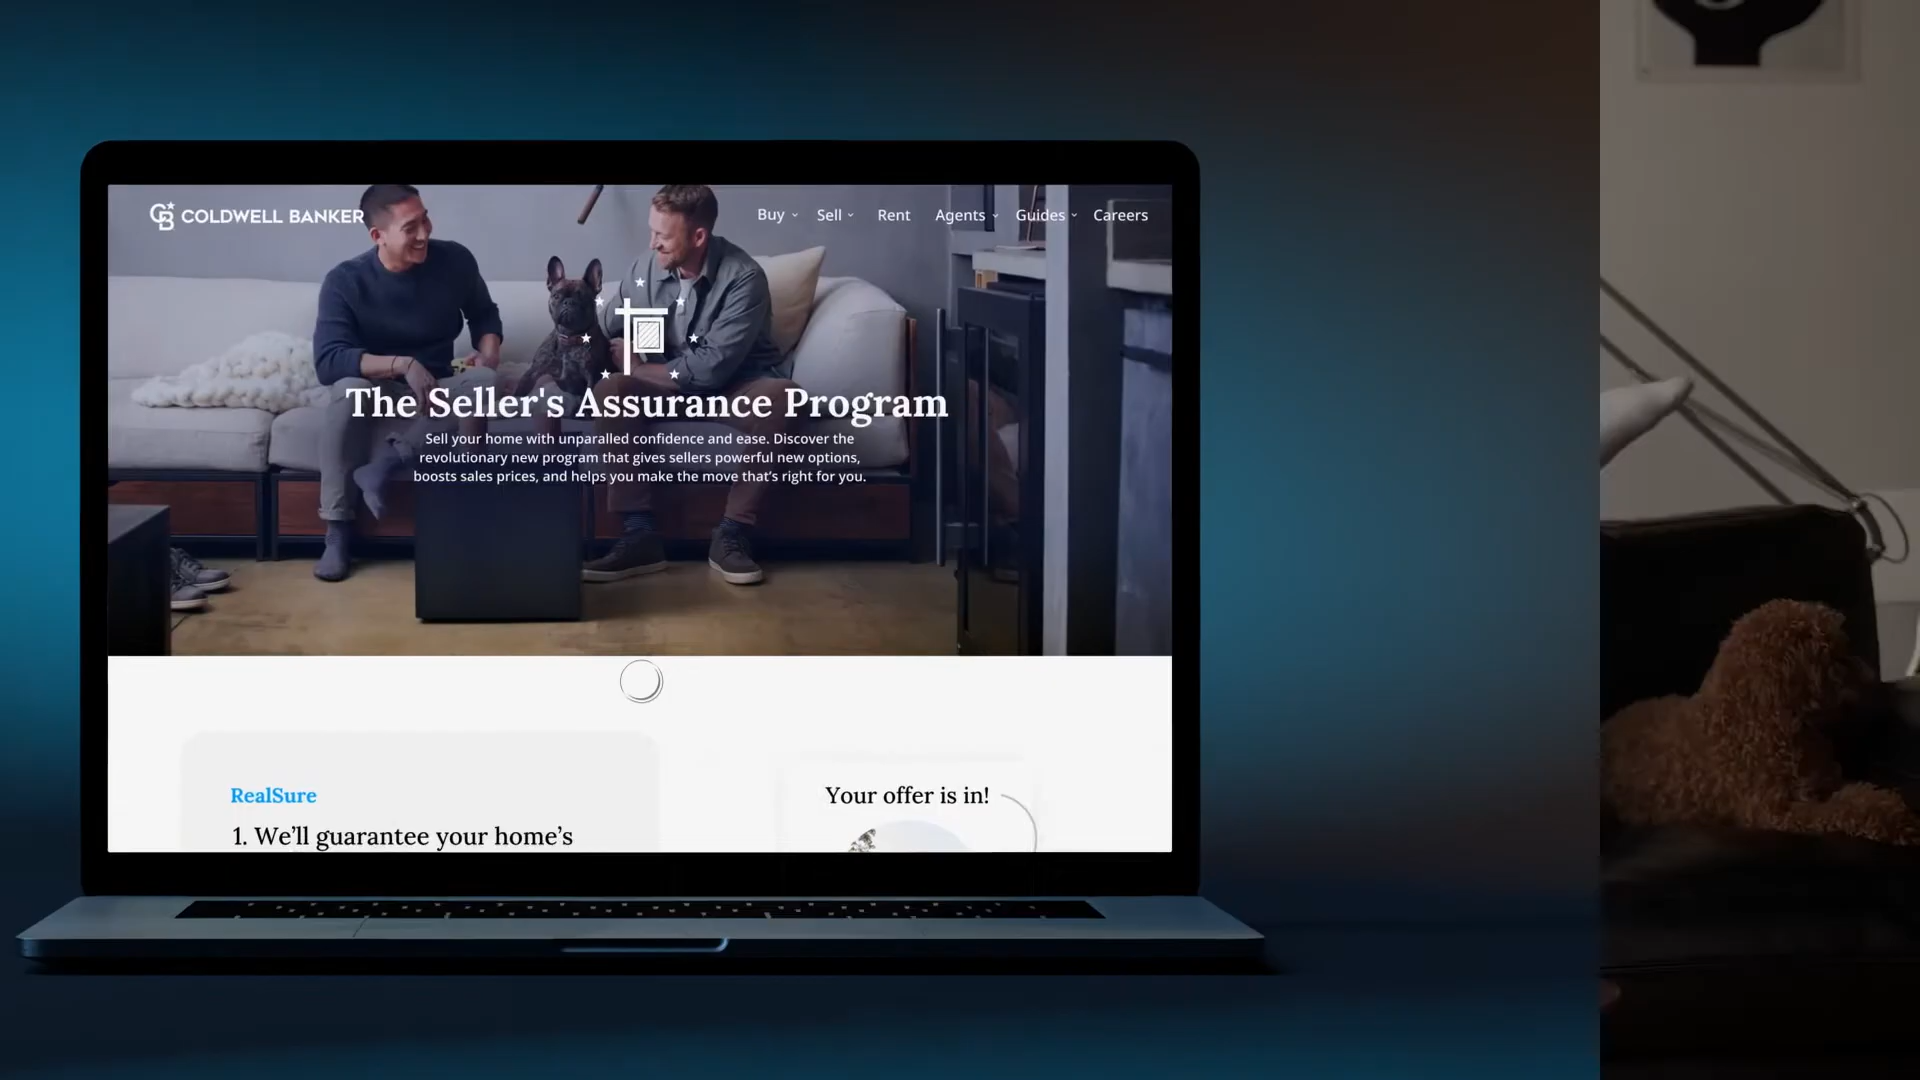 COLDWELL BANKER
Buy Sell Rent Agents Guides Careers
The Seller's Assurance Program
Sell your home with unparalled confidence and ease. Discover the
revolutionary new program that gives sellers powerful new options,
boosts sales prices, and helps you make the move that's right for you.
RealSure
1. We'll guarantee your home's
Your offer is in!